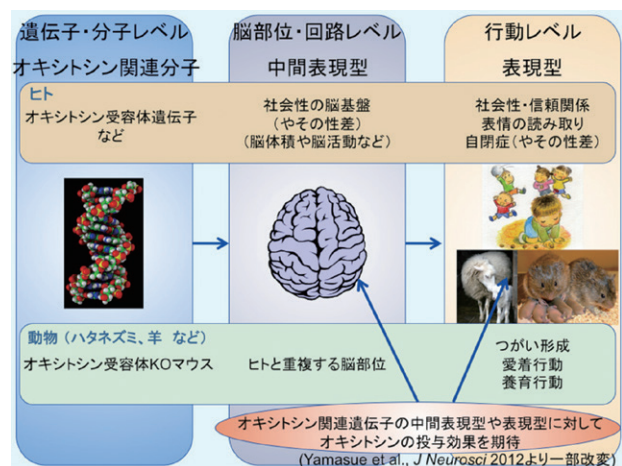 遺伝子・分子レベル
オキシトシン関連分子
脳部位・回路レベル
中間表現型
行動レベル
表現型
ヒト
オキシトシン受容体遺伝子
など
社会性の脳基盤
(やその性差)
(脳体積や脳活動など)
社会性・信頼関係
表情の読み取り
自閉症(やその性差)
動物(ハタネズミ、羊 など)
オキシトシン受容体KOマウス
ヒトと重複する脳部位
つがい形成
愛着行動
養育行動
オキシトシン関連遺伝子の中間表現型や表現型に対して
オキシトシンの投与効果を期待
(Yamasue et al., J Neurosci 2012より一部改変)